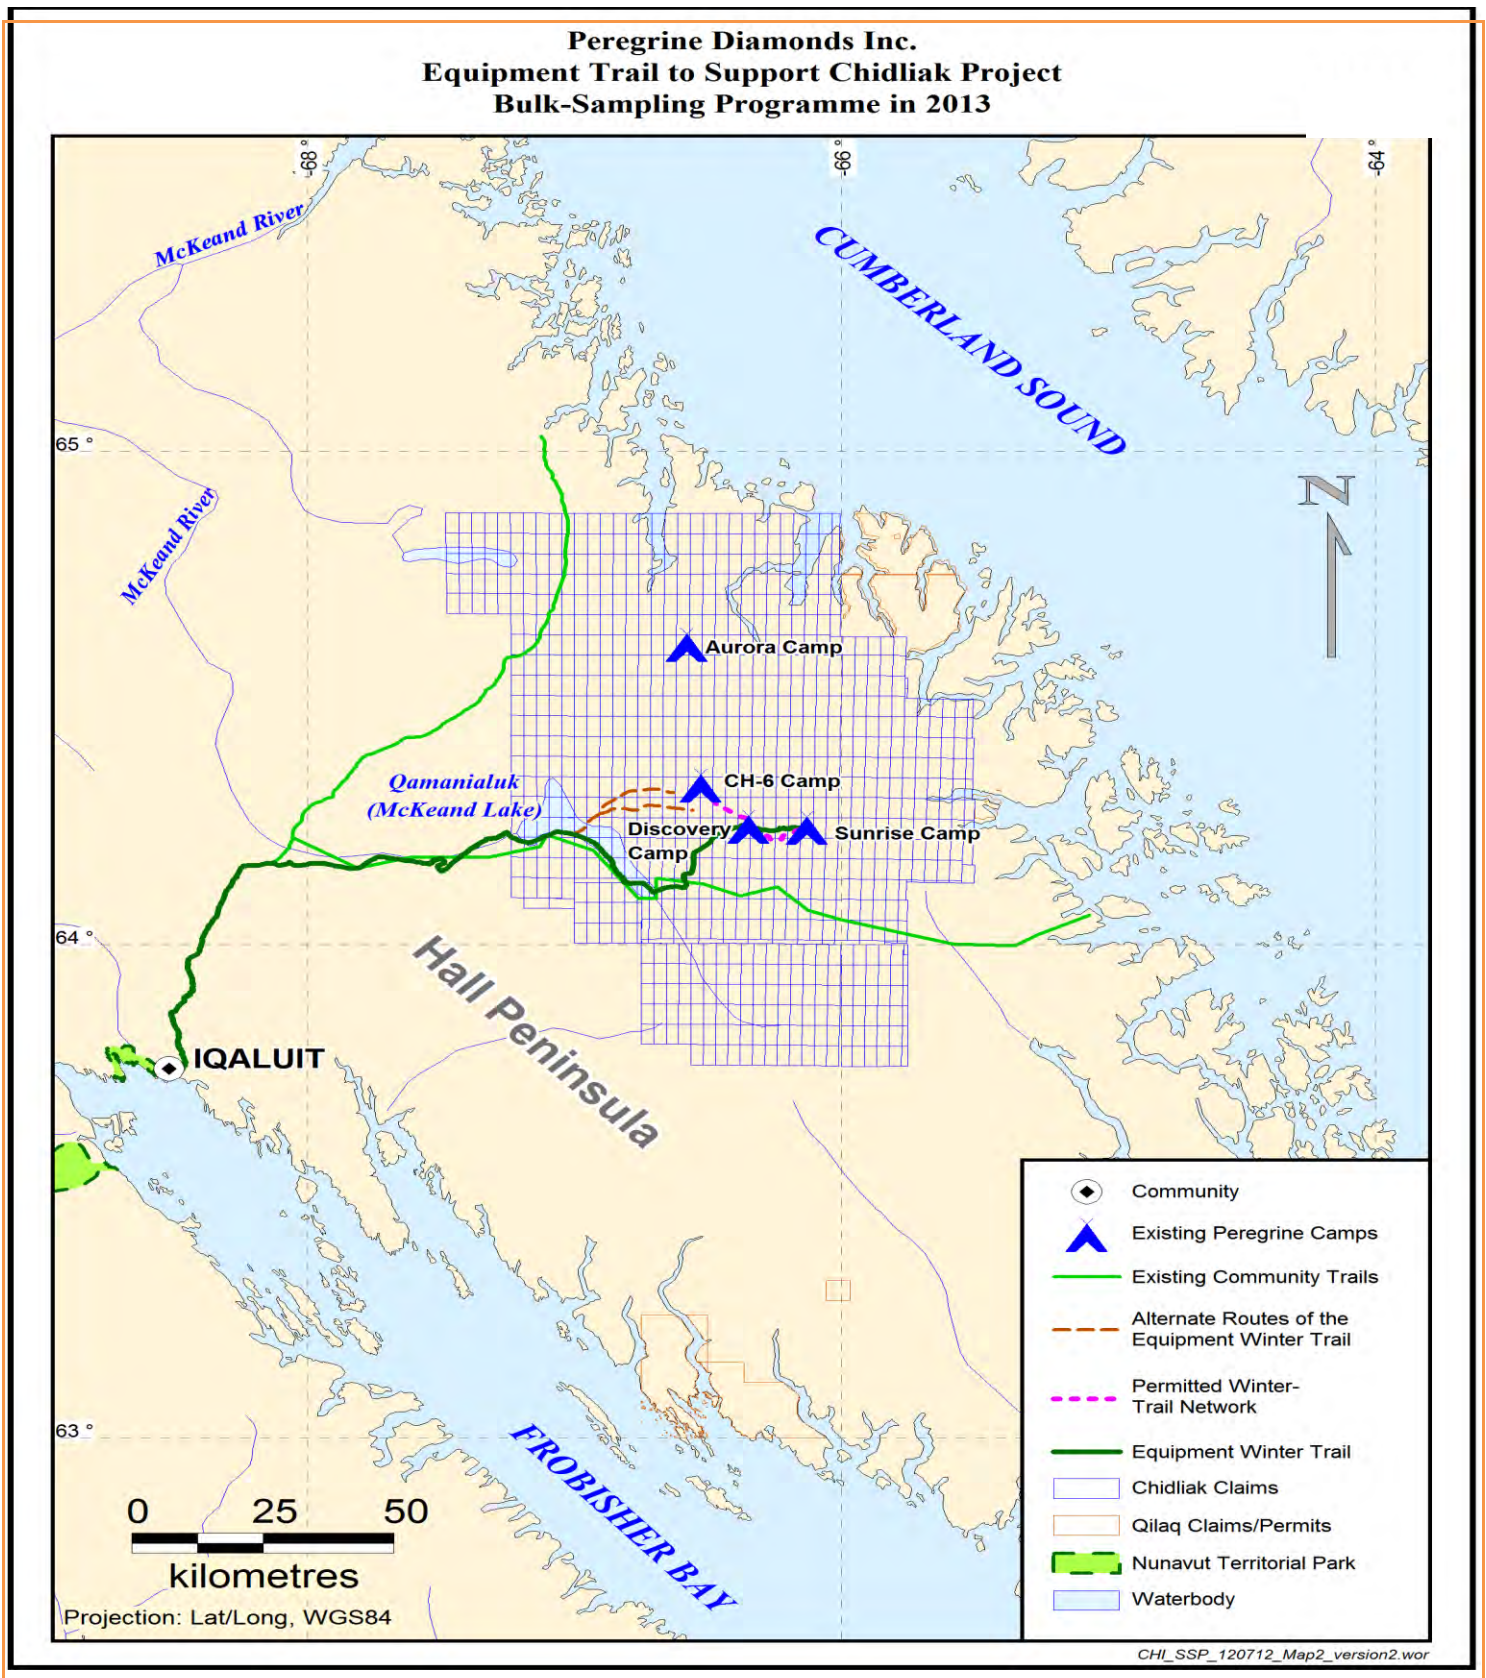 Peregrine Diamonds Inc.
Equipment Trail to Support Chidliak Project
Bulk-Sampling Programme in 2013
-68°
-66°
-64°
McKeand River
CUMBERLAND SOUND
65°
N
McKeand River
Aurora Camp
Qamanialuk
(McKeand Lake)
CH-6 Camp
Discovery
Camp
Sunrise Camp
64°
Hall Peninsula
IQALUIT
63°
FROBISHER BAY
0 25 50
kilometres
Projection: Lat/Long, WGS84
Community
Existing Peregrine Camps
Existing Community Trails
Alternate Routes of the
Equipment Winter Trail
Permitted Winter-
Trail Network
Equipment Winter Trail
Chidliak Claims
Qilaq Claims/Permits
Nunavut Territorial Park
Waterbody
CHI_SSP_120712_Map2_version2.wor